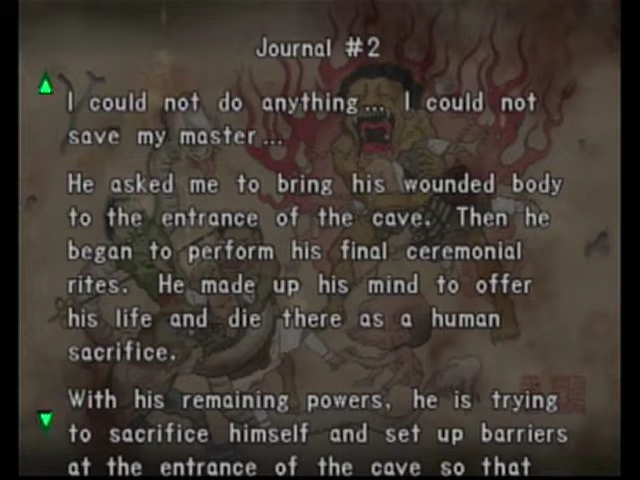 Journal #2
I could not do anything... I could not
save my master...
He asked me to bring his wounded body
to the entrance of the cave. Then he
began to perform his final ceremonial
rites. He made up his mind to offer
his life and die there as a human
sacrifice.
With his remaining powers, he is trying
to sacrifice himself and set up barriers
at the entrance of the cave so that